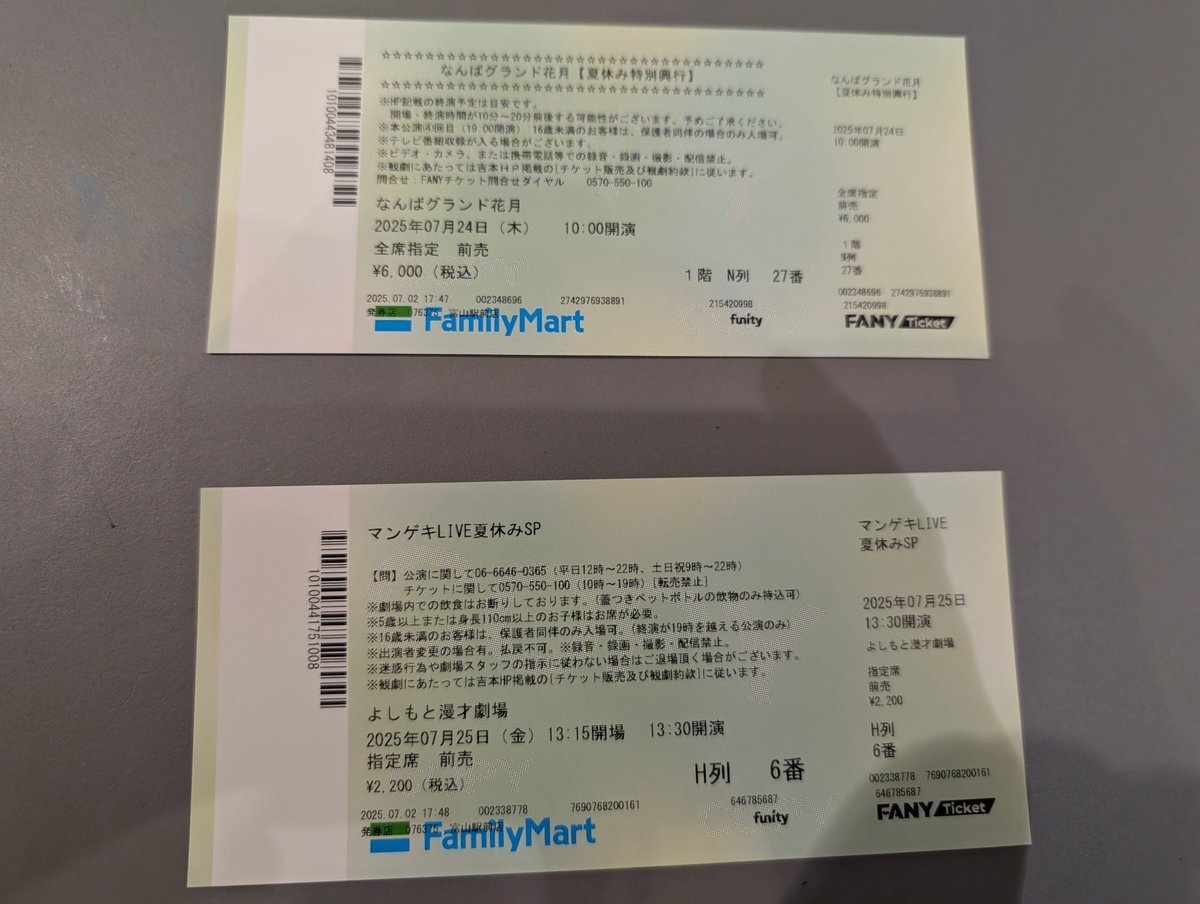 ☆☆☆☆☆☆☆☆☆☆☆☆☆☆☆☆☆☆☆☆☆☆☆☆☆☆☆☆☆☆☆☆☆☆☆
なんばグランド花月【夏休み特別興行】
☆☆☆☆☆☆☆☆☆☆☆☆☆☆☆☆☆☆☆☆☆☆☆☆☆☆☆☆☆☆☆☆☆☆☆
※HP記載の終演予定は目安です。
開場・終演時間が10分～20分前後する可能性がございます。予めご了承ください。
※本公演④回目（19:00開演）16歳未満のお客様は、保護者同伴の場合のみ入場可。
※テレビ番組収録が入る場合がございます。
※ビデオ・カメラ、または携帯電話等での録音・録画・撮影・配信禁止。
※観劇にあたっては吉本HP掲載の[チケット販売及び観劇約款]に従います。
問合せ：FANYチケット問合せダイヤル 0570-550-100
なんばグランド花月
2025年07月24日（木） 10:00開演
全席指定 前売
¥6,000（税込）
1階 N列 27番
2025.07.02 17:47 002348696 2742976938891 215420998
発券店 076375 富山駅前店
FamilyMart
funity
1010044348140​8
なんばグランド花月
【夏休み特別興行】
2025年07月24日
10:00開演
全席指定
前売
¥6,000
1階
N列
27番
002348696 2742976938891
215420998
FANY Ticket
マンゲキLIVE夏休みSP
【問】公演に関して06-6646-0365（平日12時～22時、土日祝9時～22時）
チケットに関して0570-550-100（10時～19時）[転売禁止]
※劇場内での飲食はお断りしております。（蓋つきペットボトルの飲物のみ持込可）
※5歳以上または身長110cm以上のお子様はお席が必要。
※16歳未満のお客様は、保護者同伴のみ入場可。（終演が19時を越える公演のみ）
※出演者変更の場合有。払戻不可。※録音・録画・撮影・配信禁止。
※迷惑行為や劇場スタッフの指示に従わない場合はご退場頂く場合がございます。
※観劇にあたっては吉本HP掲載の[チケット販売及び観劇約款]に従います。
よしもと漫才劇場
2025年07月25日（金）13:15開場 13:30開演
指定席 前売
¥2,200（税込）
H列 6番
2025.07.02 17:48 002338778 7690768200161 646785687
発券店 076375 富山駅前店
FamilyMart
funity
1010044175​1008
マンゲキLIVE
夏休みSP
2025年07月25日
13:30開演
よしもと漫才劇場
指定席
前売
¥2,200
H列
6番
002338778 7690768200161
646785687
FANY Ticket